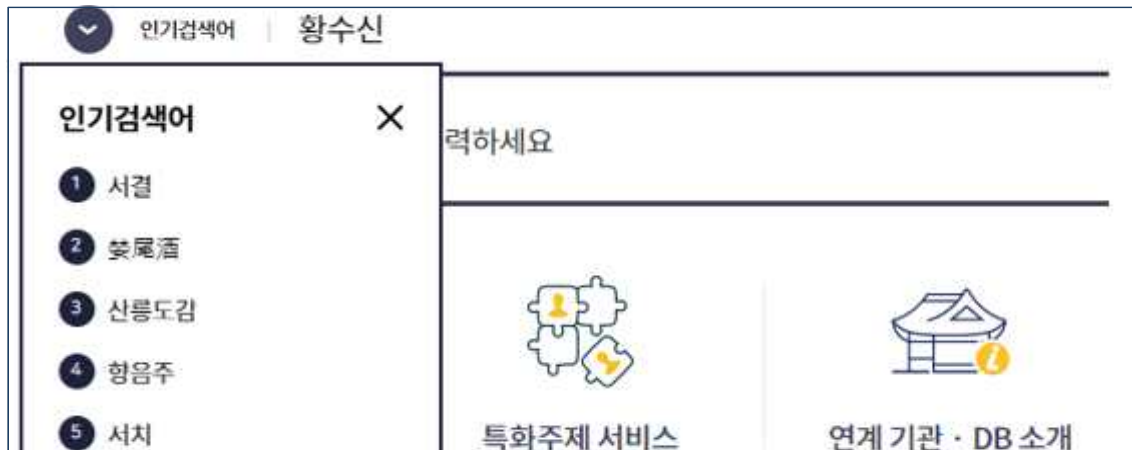 인기검색어 황수신
인기검색어
력하세요
1 서결
2 婪尾酒
3 산릉도감
4 향음주
5 서치
특화주제 서비스
연계 기관 · DB 소개